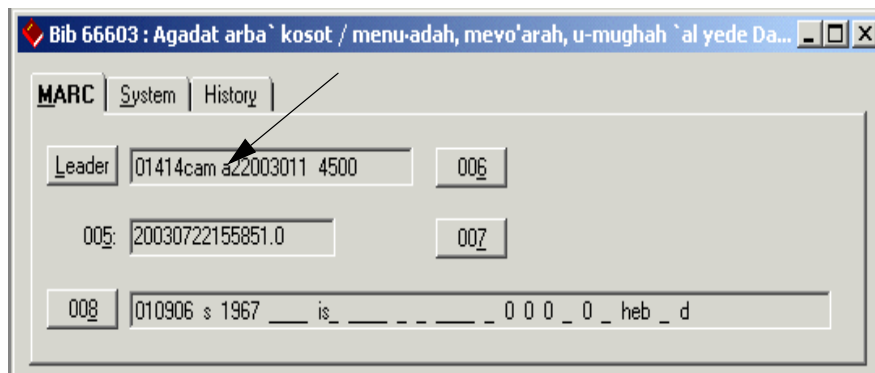 Bib 66603 : Agadat arba` kosot / menu·adah, mevo'arah, u-mughah `al yede Da...
MARC System History
Leader 01414cam a22003011 4500 006
005: 20030722155851.0 007
008 010906 s 1967 ____ is_ ____ _ _ ____ _ 0 0 0 _ 0 _ heb _ d